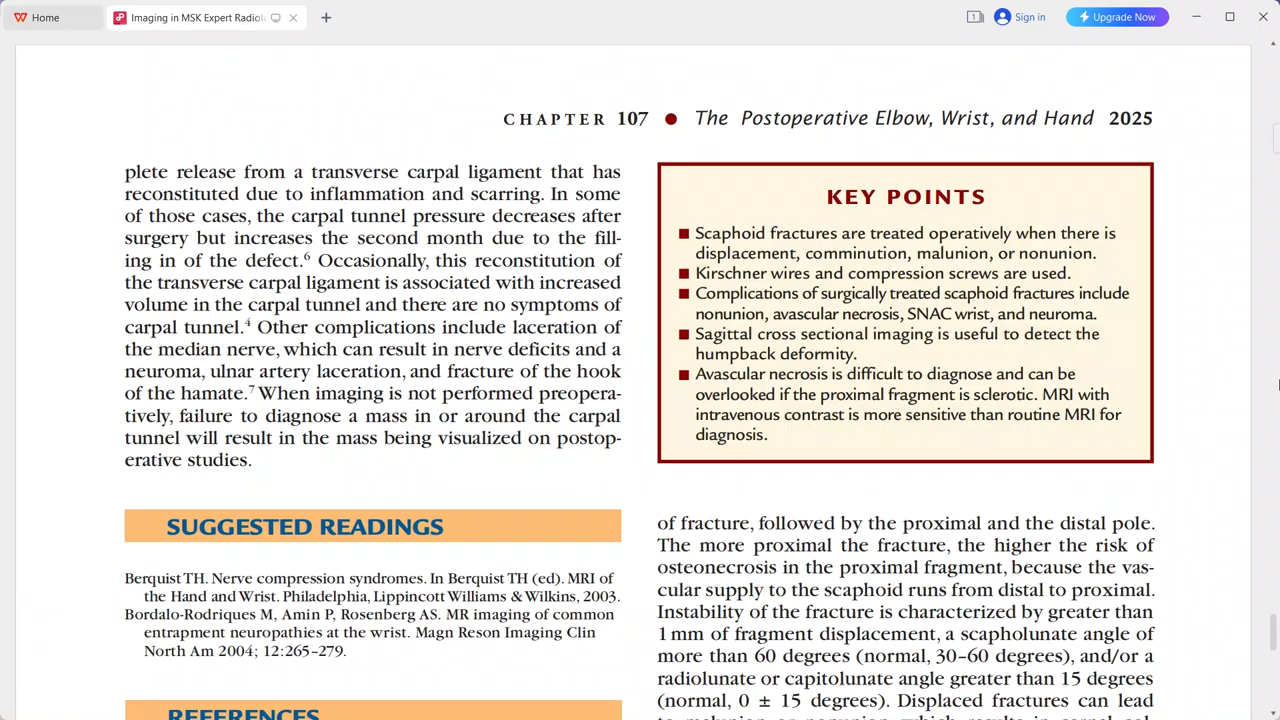 Home
Imaging in MSK Expert Radiol
1
Sign in
Upgrade Now
CHAPTER 107 ● The Postoperative Elbow, Wrist, and Hand 2025
plete release from a transverse carpal ligament that has
reconstituted due to inflammation and scarring. In some
of those cases, the carpal tunnel pressure decreases after
surgery but increases the second month due to the fill-
ing in of the defect.6 Occasionally, this reconstitution of
the transverse carpal ligament is associated with increased
volume in the carpal tunnel and there are no symptoms of
carpal tunnel.4 Other complications include laceration of
the median nerve, which can result in nerve deficits and a
neuroma, ulnar artery laceration, and fracture of the hook
of the hamate.7 When imaging is not performed preopera-
tively, failure to diagnose a mass in or around the carpal
tunnel will result in the mass being visualized on postop-
erative studies.
SUGGESTED READINGS
Berquist TH. Nerve compression syndromes. In Berquist TH (ed). MRI of
the Hand and Wrist. Philadelphia, Lippincott Williams & Wilkins, 2003.
Bordalo-Rodriques M, Amin P, Rosenberg AS. MR imaging of common
entrapment neuropathies at the wrist. Magn Reson Imaging Clin
North Am 2004; 12:265–279.
REFERENCES
KEY POINTS
■ Scaphoid fractures are treated operatively when there is
displacement, comminution, malunion, or nonunion.
■ Kirschner wires and compression screws are used.
■ Complications of surgically treated scaphoid fractures include
nonunion, avascular necrosis, SNAC wrist, and neuroma.
■ Sagittal cross sectional imaging is useful to detect the
humpback deformity.
■ Avascular necrosis is difficult to diagnose and can be
overlooked if the proximal fragment is sclerotic. MRI with
intravenous contrast is more sensitive than routine MRI for
diagnosis.
of fracture, followed by the proximal and the distal pole.
The more proximal the fracture, the higher the risk of
osteonecrosis in the proximal fragment, because the vas-
cular supply to the scaphoid runs from distal to proximal.
Instability of the fracture is characterized by greater than
1 mm of fragment displacement, a scapholunate angle of
more than 60 degrees (normal, 30–60 degrees), and/or a
radiolunate or capitolunate angle greater than 15 degrees
(normal, 0 ± 15 degrees). Displaced fractures can lead